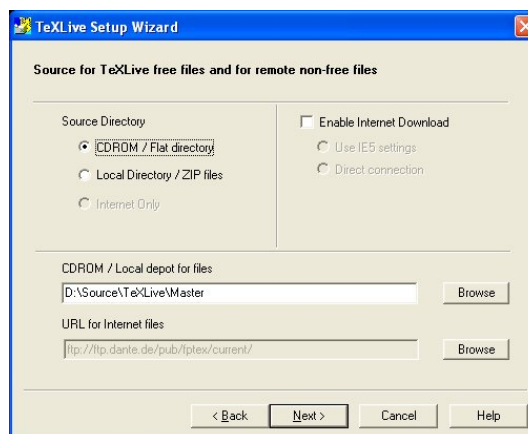 TeXLive Setup Wizard
Source for TeXLive free files and for remote non-free files
Source Directory
CDROM / Flat directory
Local Directory / ZIP files
Internet Only
Enable Internet Download
Use IE5 settings
Direct connection
CDROM / Local depot for files
D:\Source\TeXLive\Master
Browse
URL for Internet files
ftp://ftp.dante.de/pub/fptex/current/
Browse
< Back
Next >
Cancel
Help